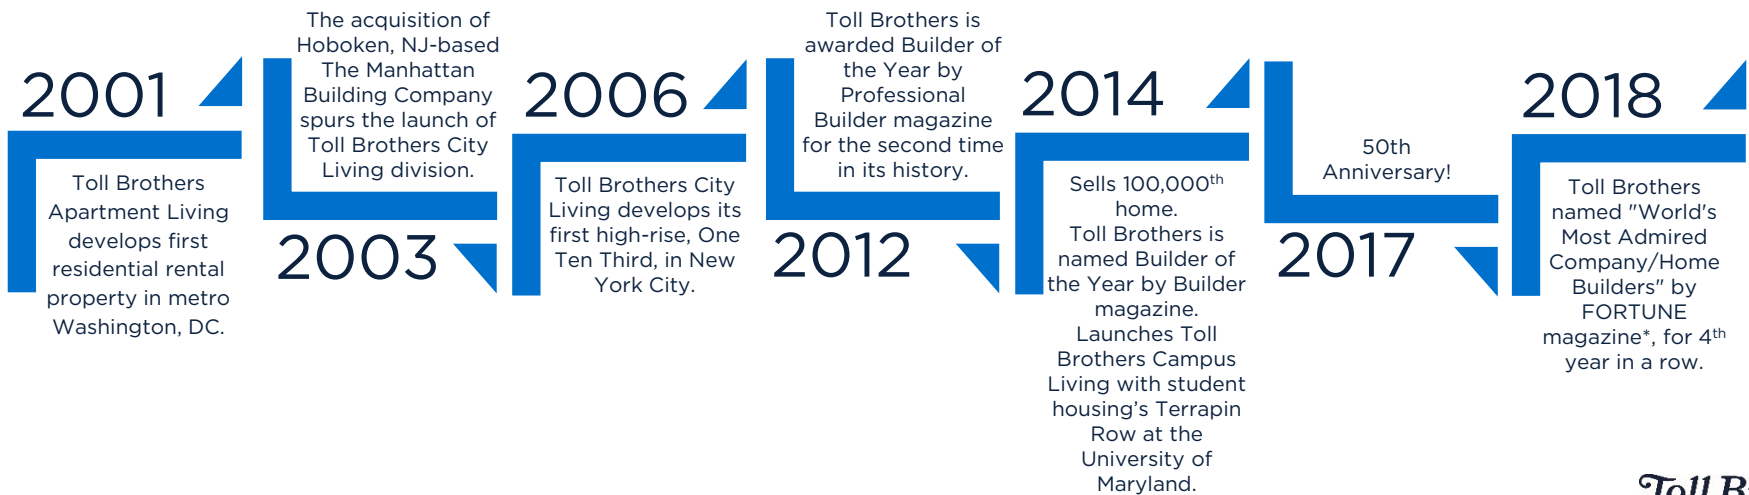 2001
Toll Brothers
Apartment Living
develops first
residential rental
property in metro
Washington, DC.
The acquisition of
Hoboken, NJ-based
The Manhattan
Building Company
spurs the launch of
Toll Brothers City
Living division.
2003
2006
Toll Brothers City
Living develops its
first high-rise, One
Ten Third, in New
York City.
Toll Brothers is
awarded Builder of
the Year by
Professional
Builder magazine
for the second time
in its history.
2012
2014
Sells 100,000th
home.
Toll Brothers is
named Builder of
the Year by Builder
magazine.
Launches Toll
Brothers Campus
Living with student
housing’s Terrapin
Row at the
University of
Maryland.
50th
Anniversary!
2017
2018
Toll Brothers
named "World's
Most Admired
Company/Home
Builders" by
FORTUNE
magazine*, for 4th
year in a row.
Toll